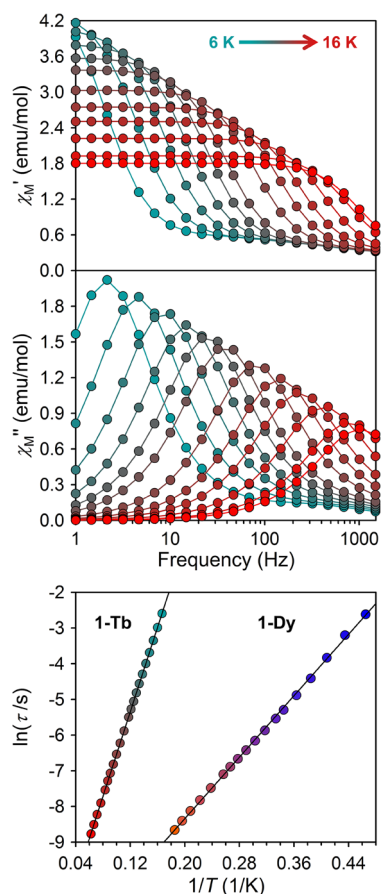 4.2
6 K 16 K
3.6
3.0
2.4
1.8
1.2
0.6
0.0
χM' (emu/mol)
1.8
1.5
1.2
0.9
0.6
0.3
0.0
χM" (emu/mol)
1 10 100 1000
Frequency (Hz)
-2
1-Tb 1-Dy
-3
-4
-5
-6
-7
-8
-9
ln(τ/s)
0.04 0.12 0.20 0.28 0.36 0.44
1/T (1/K)